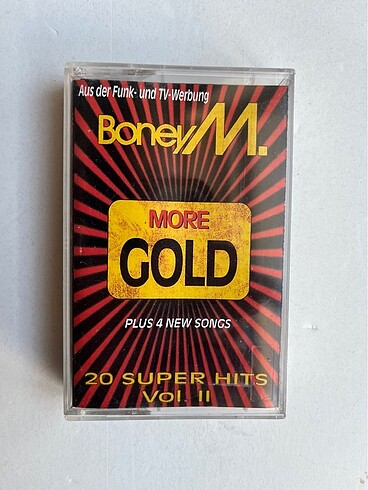 Aus der Funk- und TV-Werbung
Boney M.
MORE
GOLD
PLUS 4 NEW SONGS
20 SUPER HITS
Vol. II